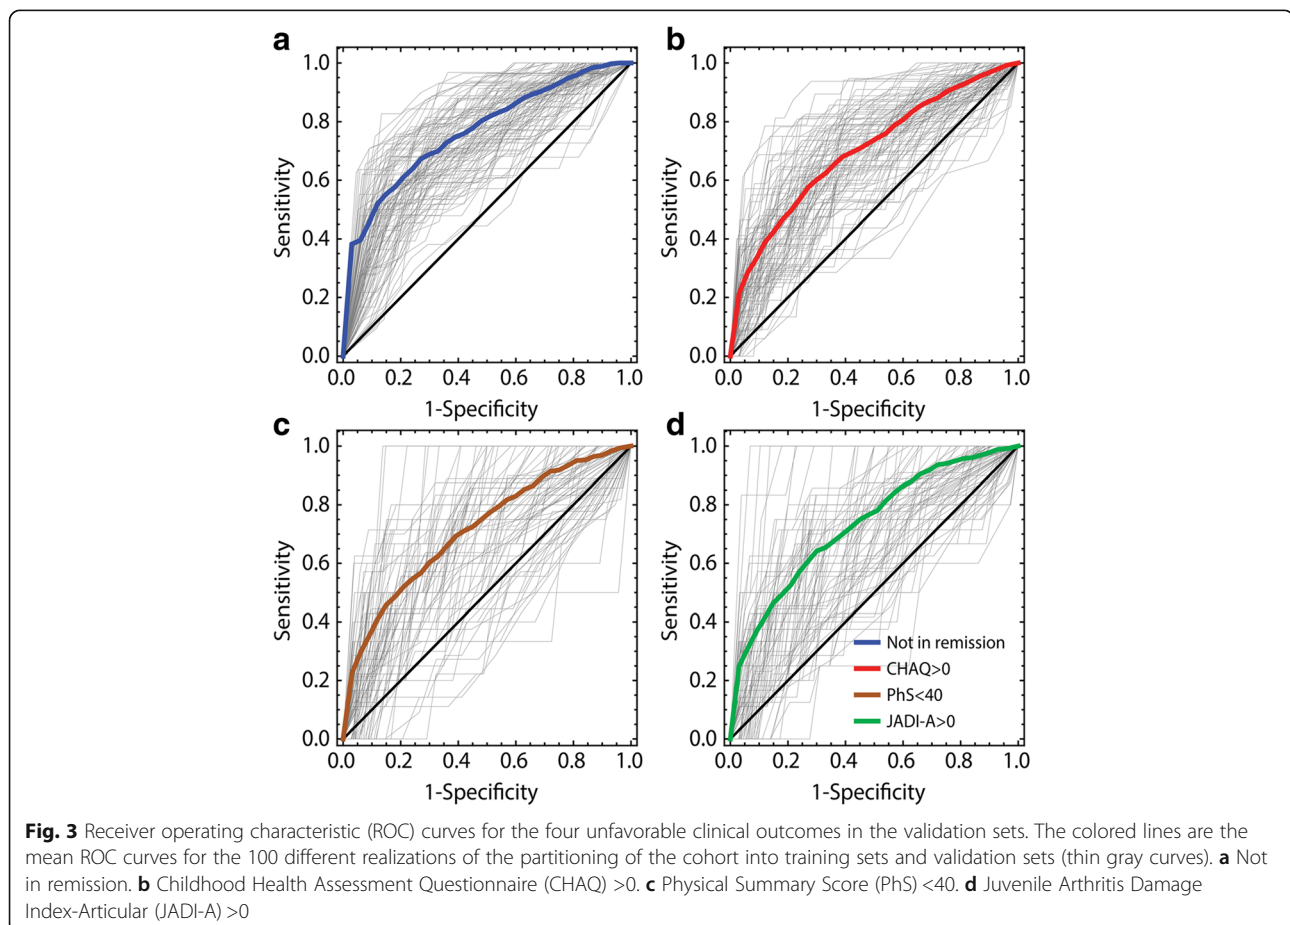 a
1.0
0.8
0.6
0.4
0.2
0.0
Sensitivity
0.0 0.2 0.4 0.6 0.8 1.0
1-Specificity
b
1.0
0.8
0.6
0.4
0.2
0.0
Sensitivity
0.0 0.2 0.4 0.6 0.8 1.0
1-Specificity
c
1.0
0.8
0.6
0.4
0.2
0.0
Sensitivity
0.0 0.2 0.4 0.6 0.8 1.0
1-Specificity
d
1.0
0.8
0.6
0.4
0.2
0.0
Sensitivity
Not in remission
CHAQ>0
PhS<40
JADI-A>0
0.0 0.2 0.4 0.6 0.8 1.0
1-Specificity
Fig. 3 Receiver operating characteristic (ROC) curves for the four unfavorable clinical outcomes in the validation sets. The colored lines are the
mean ROC curves for the 100 different realizations of the partitioning of the cohort into training sets and validation sets (thin gray curves). a Not
in remission. b Childhood Health Assessment Questionnaire (CHAQ) >0. c Physical Summary Score (PhS) <40. d Juvenile Arthritis Damage
Index-Articular (JADI-A) >0